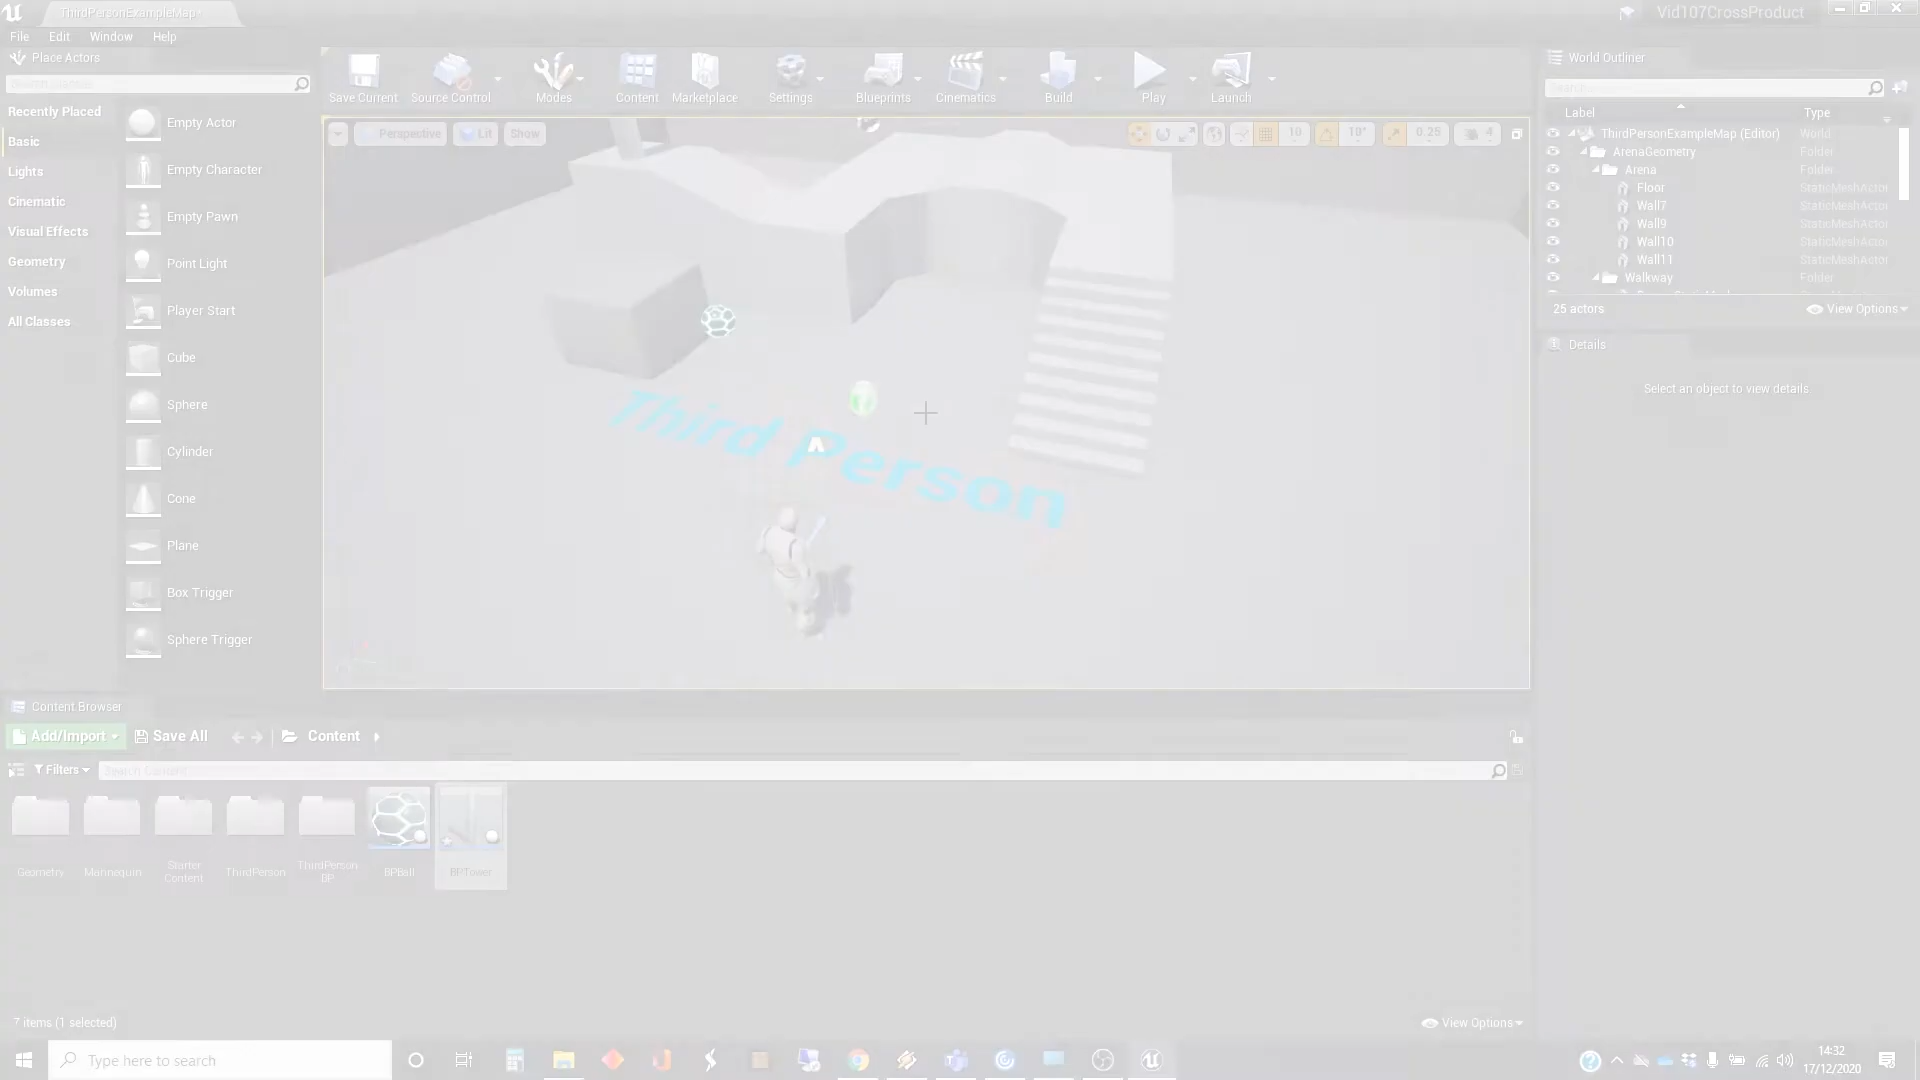 ThirdPersonExampleMap*
Vid107CrossProduct
File Edit Window Help
Place Actors
Search Classes
Recently Placed
Basic
Lights
Cinematic
Visual Effects
Geometry
Volumes
All Classes
Empty Actor
Empty Character
Empty Pawn
Point Light
Player Start
Cube
Sphere
Cylinder
Cone
Plane
Box Trigger
Sphere Trigger
Save Current
Source Control
Modes
Content
Marketplace
Settings
Blueprints
Cinematics
Build
Play
Launch
Perspective
Lit
Show
10
10°
0.25
4
Third Person
World Outliner
Search...
Label Type
ThirdPersonExampleMap (Editor) World
ArenaGeometry Folder
Arena Folder
Floor StaticMeshActor
Wall7 StaticMeshActor
Wall9 StaticMeshActor
Wall10 StaticMeshActor
Wall11 StaticMeshActor
Walkway Folder
25 actors
View Options
Details
Select an object to view details.
Content Browser
Add/Import
Save All
Content
Filters
Search Content
Geometry
Mannequin
Starter
Content
ThirdPerson
ThirdPerson
BP
BPBall
BPTower
7 items (1 selected)
View Options
Type here to search
14:32
17/12/2020